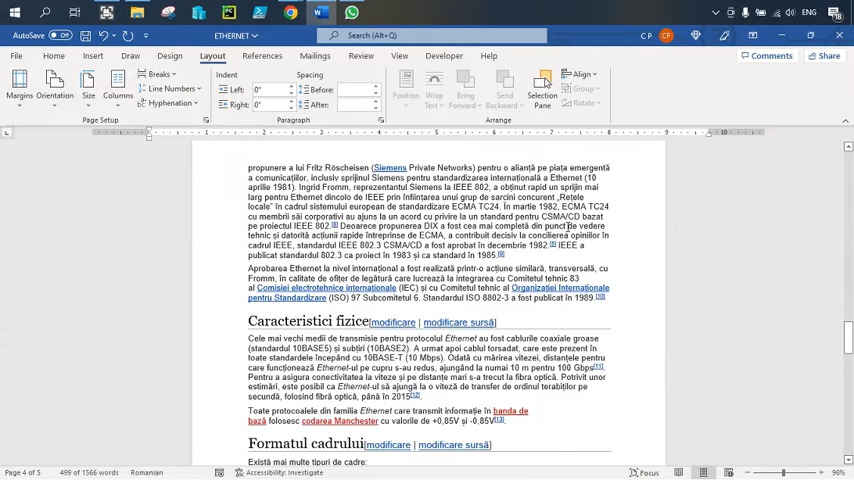 18
AutoSave Off ETHERNET Search (Alt+Q) C P
File Home Insert Draw Design Layout References Mailings Review View Developer Help Comments Share
Margins Orientation Size Columns Breaks Line Numbers Hyphenation
Indent Left: 0" Right: 0"
Spacing Before: After:
Position Wrap Text Bring Forward Send Backward Selection Pane Align Group Rotate
Page Setup Paragraph Arrange
1 2 3 4 5 6 7 8 9 10
propunere a lui Fritz Röscheisen (Siemens Private Networks) pentru o alianță pe piața emergentă
a comunicațiilor, inclusiv sprijinul Siemens pentru standardizarea internațională a Ethernet (10
aprilie 1981). Ingrid Fromm, reprezentantul Siemens la IEEE 802, a obținut rapid un sprijin mai
larg pentru Ethernet dincolo de IEEE prin înființarea unui grup de sarcini concurent „Rețele
locale" în cadrul sistemului european de standardizare ECMA TC24. În martie 1982, ECMA TC24
cu membrii săi corporativi au ajuns la un acord cu privire la un standard pentru CSMA/CD bazat
pe proiectul IEEE 802.[8] Deoarece propunerea DIX a fost cea mai completă din punct de vedere
tehnic și datorită acțiunii rapide întreprinse de ECMA, a contribuit decisiv la concilierea opiniilor în
cadrul IEEE, standardul IEEE 802.3 CSMA/CD a fost aprobat în decembrie 1982.[9] IEEE a
publicat standardul 802.3 ca proiect în 1983 și ca standard în 1985.[9]
Aprobarea Ethernet la nivel internațional a fost realizată printr-o acțiune similară, transversală, cu
Fromm, în calitate de ofițer de legătură care lucrează la integrarea cu Comitetul tehnic 83
al Comisiei electrotehnice internaționale (IEC) și cu Comitetul tehnic al Organizației Internaționale
pentru Standardizare (ISO) 97 Subcomitetul 6. Standardul ISO 8802-3 a fost publicat în 1989.[10]
Caracteristici fizice[modificare | modificare sursă]
Cele mai vechi medii de transmisie pentru protocolul Ethernet au fost cablurile coaxiale groase
(standardul 10BASE5) și subțiri (10BASE2). A urmat apoi cablul torsadat, care este prezent în
toate standardele începând cu 10BASE-T (10 Mbps). Odată cu mărirea vitezei, distanțele pentru
care funcționează Ethernet-ul pe cupru s-au redus, ajungând la numai 10 m pentru 100 Gbps[11].
Pentru a asigura conectivitatea la viteze și pe distanțe mari s-a trecut la fibra optică. Potrivit unor
estimări, este posibil ca Ethernet-ul să ajungă la o viteză de transfer de ordinul terabiților pe
secundă, folosind fibră optică, până în 2015[12].
Toate protocoalele din familia Ethernet care transmit informație în banda de
bază folosesc codarea Manchester cu valorile de +0,85V și -0,85V[13].
Formatul cadrului[modificare | modificare sursă]
Există mai multe tipuri de cadre:
Page 4 of 5 499 of 1566 words Romanian Accessibility: Investigate Focus 96%